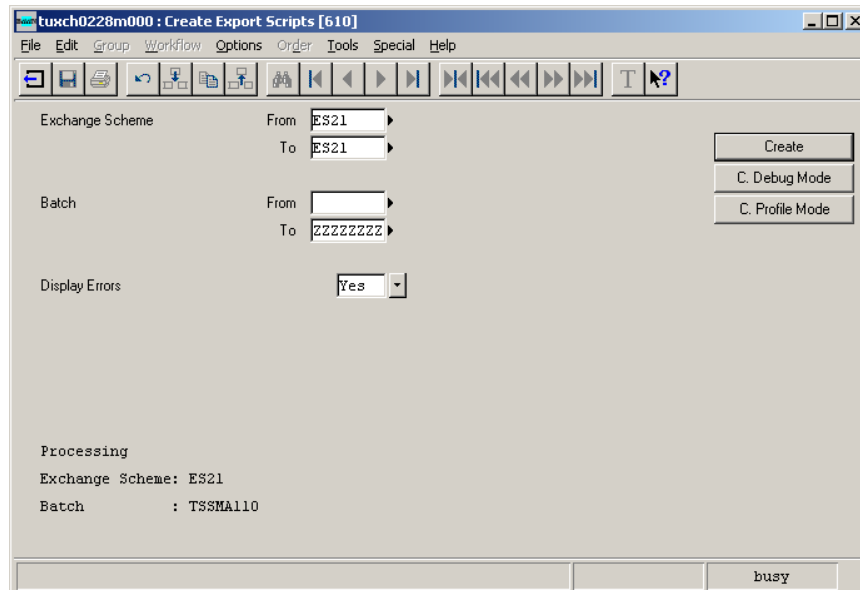 tuxch0228m000 : Create Export Scripts [610]
File Edit Group Workflow Options Order Tools Special Help
T ?
Exchange Scheme From ES21
To ES21
Create
C. Debug Mode
Batch From
C. Profile Mode
To ZZZZZZZZ
Display Errors Yes
Processing
Exchange Scheme: ES21
Batch : TSSMA110
busy